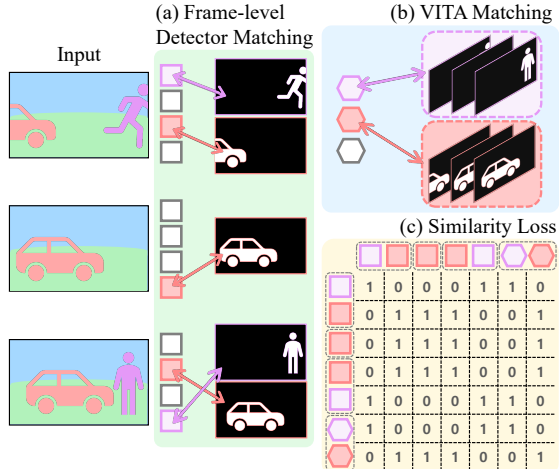 (a) Frame-level
Detector Matching
(b) VITA Matching
Input
(c) Similarity Loss
1 0 0 0 1 1 0
0 1 1 1 0 0 1
0 1 1 1 0 0 1
0 1 1 1 0 0 1
1 0 0 0 1 1 0
1 0 0 0 1 1 0
0 1 1 1 0 0 1